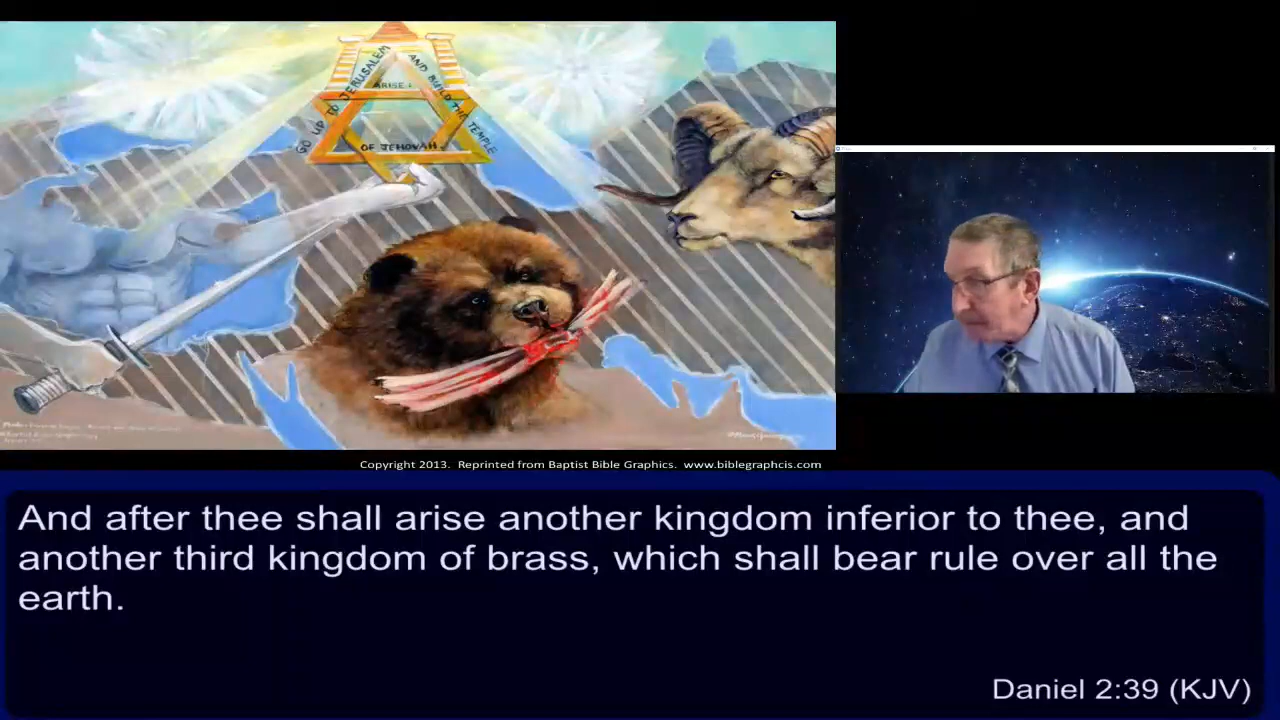 GO UP TO JERUSALEM
AND BUILD THE TEMPLE
ARISE:
OF JEHOVAH.
Copyright 2013. Reprinted from Baptist Bible Graphics. www.biblegraphcis.com
And after thee shall arise another kingdom inferior to thee, and
another third kingdom of brass, which shall bear rule over all the
earth.
Daniel 2:39 (KJV)